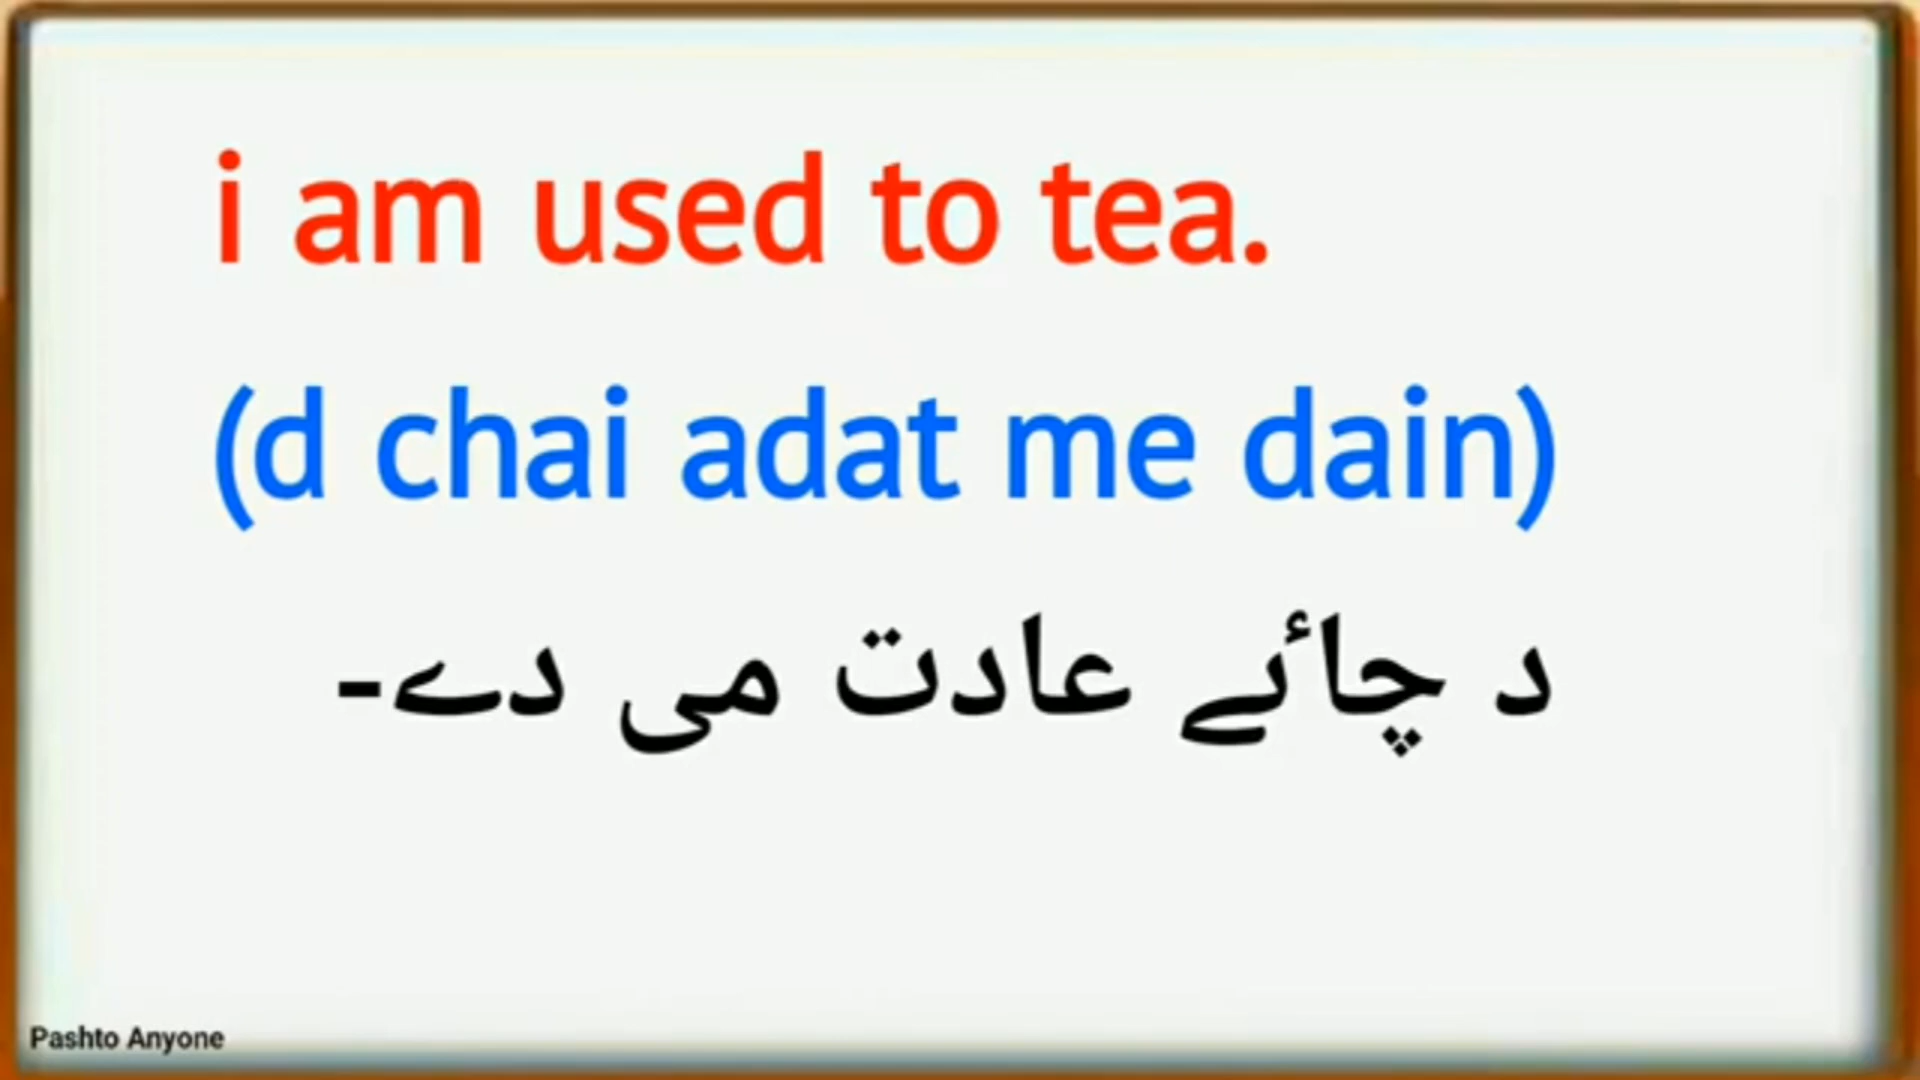 i am used to tea.
(d chai adat me dain)
د چائے عادت می دے۔
Pashto Anyone